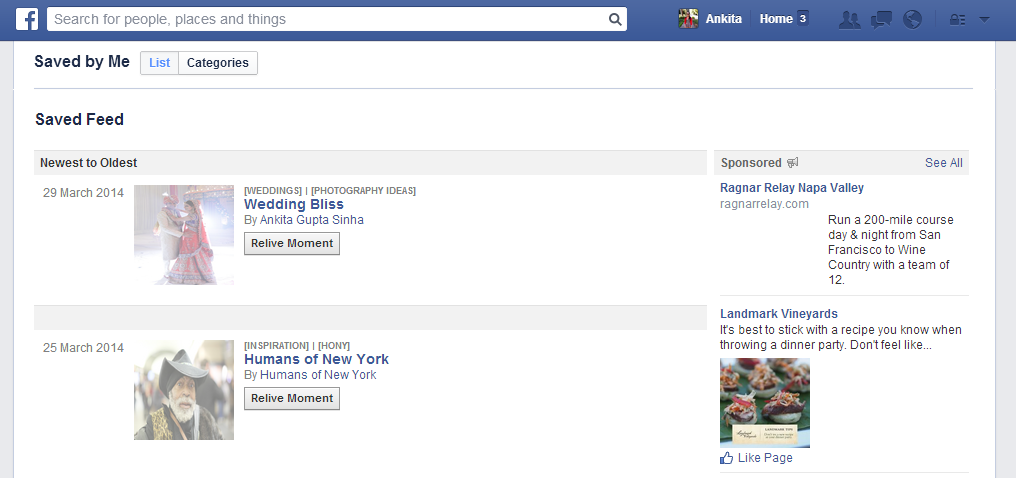 f
Search for people, places and things
Ankita
Home 3
Saved by Me
List
Categories
Saved Feed
Newest to Oldest
29 March 2014
[WEDDINGS] | [PHOTOGRAPHY IDEAS]
Wedding Bliss
By Ankita Gupta Sinha
Relive Moment
25 March 2014
[INSPIRATION] | [HONY]
Humans of New York
By Humans of New York
Relive Moment
Sponsored
See All
Ragnar Relay Napa Valley
ragnarrelay.com
Run a 200-mile course
day & night from San
Francisco to Wine
Country with a team of
12.
Landmark Vineyards
It's best to stick with a recipe you know when
throwing a dinner party. Don't feel like...
LANDMARK TIPS
Like Page